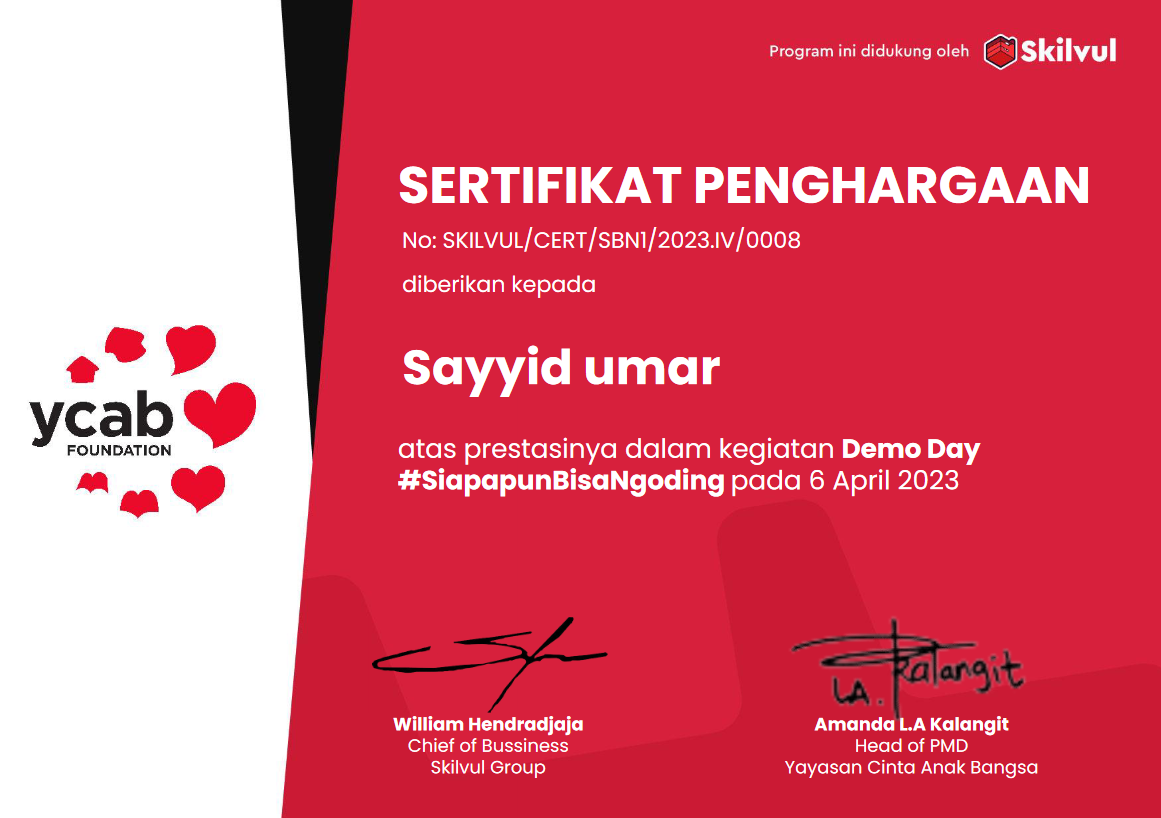 Program ini didukung oleh Skilvul
SERTIFIKAT PENGHARGAAN
No: SKILVUL/CERT/SBN1/2023.IV/0008
diberikan kepada
Sayyid umar
ycab
FOUNDATION
atas prestasinya dalam kegiatan Demo Day
#SiapapunBisaNgoding pada 6 April 2023
L.A. Kalangit
William Hendradjaja
Chief of Bussiness
Skilvul Group
Amanda L.A Kalangit
Head of PMD
Yayasan Cinta Anak Bangsa